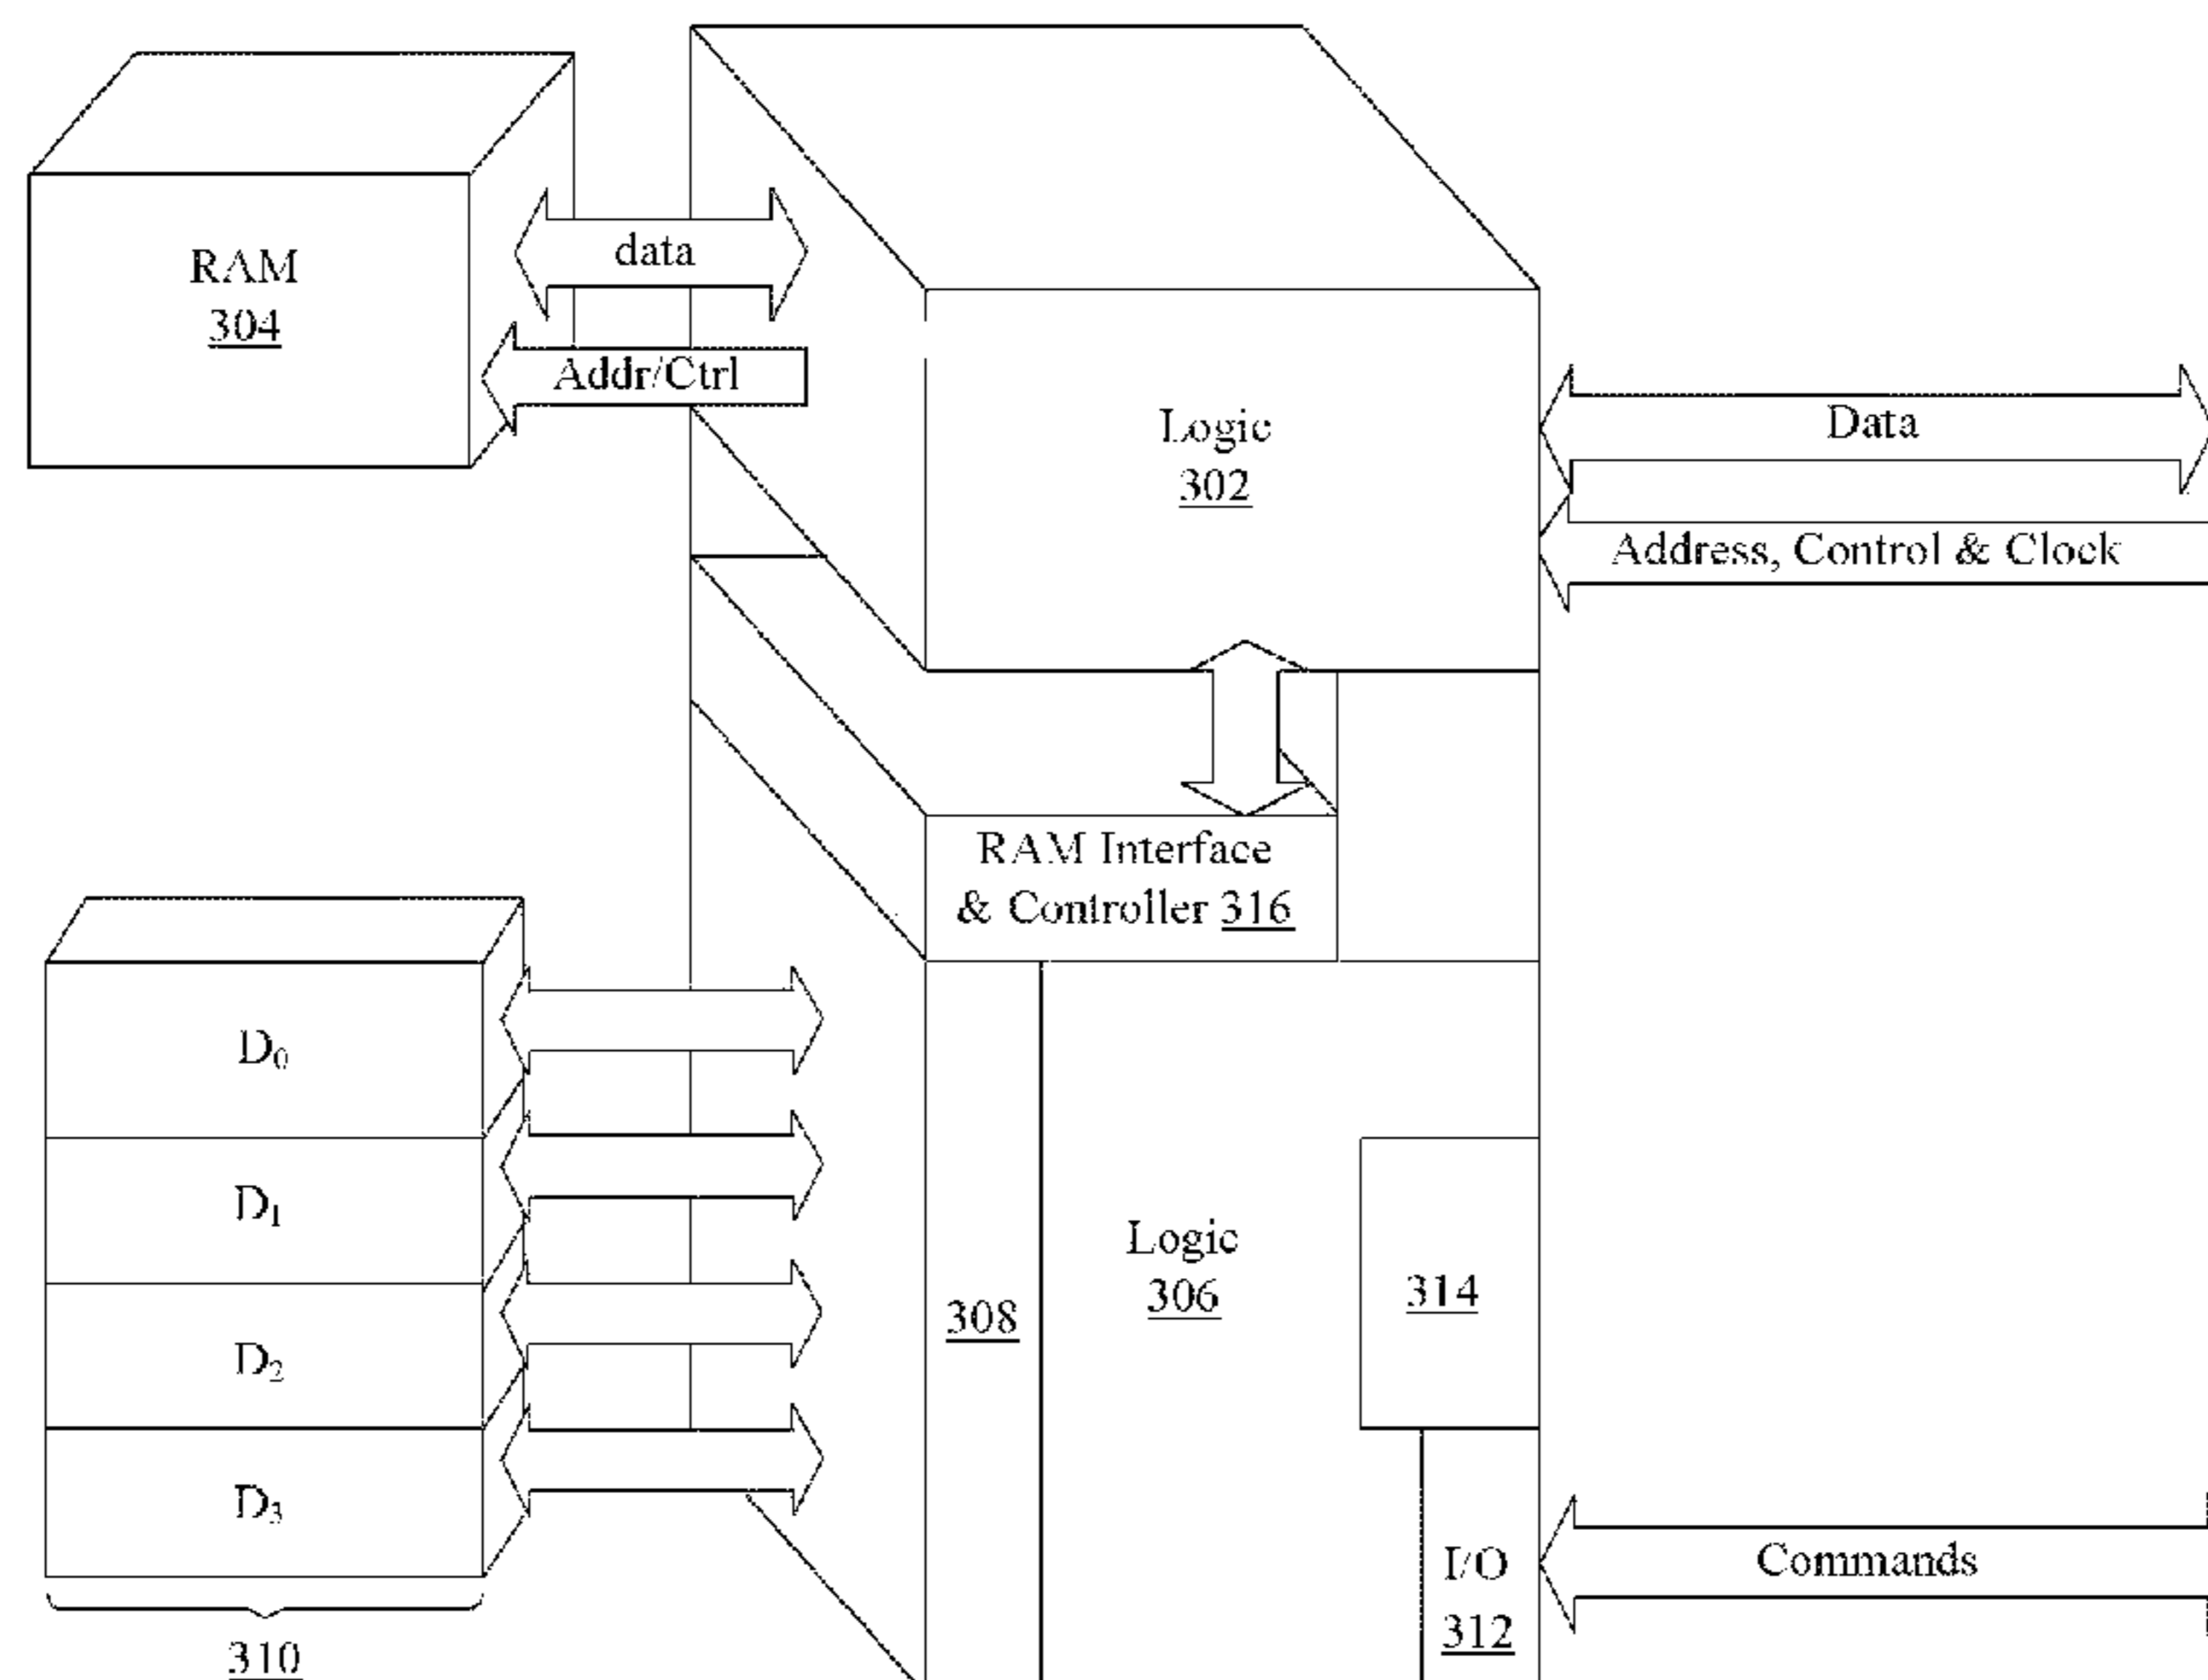 RAM
304
data
Addr/Ctrl
Logic
302
Data
Address, Control & Clock
RAM Interface
& Controller 316
D0
D1
D2
D3
310
308
Logic
306
314
I/O
312
Commands